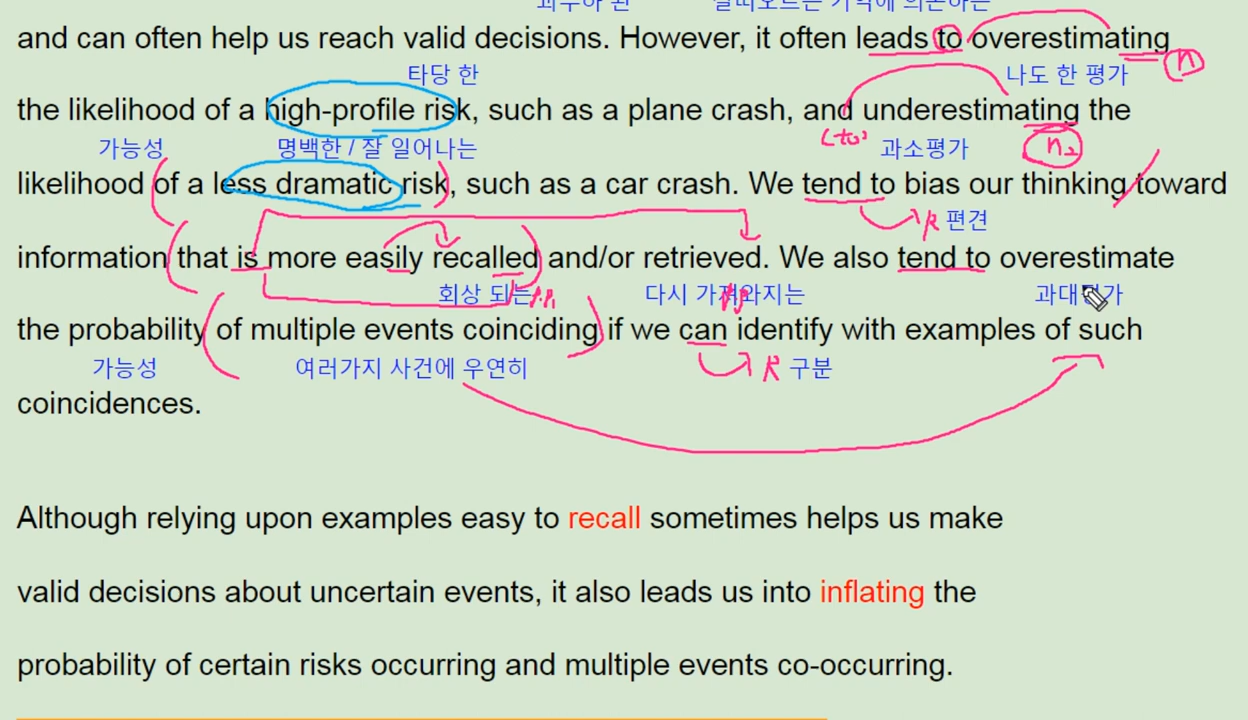 and can often help us reach valid decisions. However, it often leads to overestimating
타당 한 나도 한 평가 n
the likelihood of a high-profile risk, such as a plane crash, and underestimating the
가능성 명백한 / 잘 일어나는 (to) 과소평가 n₂
likelihood of a less dramatic risk, such as a car crash. We tend to bias our thinking toward
R 편견
information that is more easily recalled and/or retrieved. We also tend to overestimate
회상 되는 p.p. 다시 p.p
the probability of multiple events coinciding if we can identify with examples of such
가능성 여러가지 사건에 우연히 R 구분
coincidences.
Although relying upon examples easy to recall sometimes helps us make
valid decisions about uncertain events, it also leads us into inflating the
probability of certain risks occurring and multiple events co-occurring.